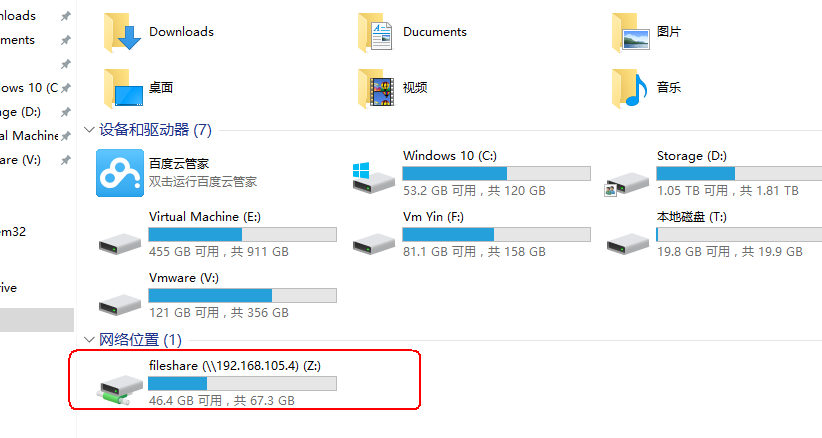 nloads
ments
ows 10 (C
age (D:)
ual Machine
are (V:)
em32
rive
Downloads
Ducuments
图片
桌面
视频
音乐
设备和驱动器 (7)
百度云管家
双击运行百度云管家
Windows 10 (C:)
53.2 GB 可用，共 120 GB
Storage (D:)
1.05 TB 可用，共 1.81 TB
Virtual Machine (E:)
455 GB 可用，共 911 GB
Vm Yin (F:)
81.1 GB 可用，共 158 GB
本地磁盘 (T:)
19.8 GB 可用，共 19.9 GB
Vmware (V:)
121 GB 可用，共 356 GB
网络位置 (1)
fileshare (\\192.168.105.4) (Z:)
46.4 GB 可用，共 67.3 GB